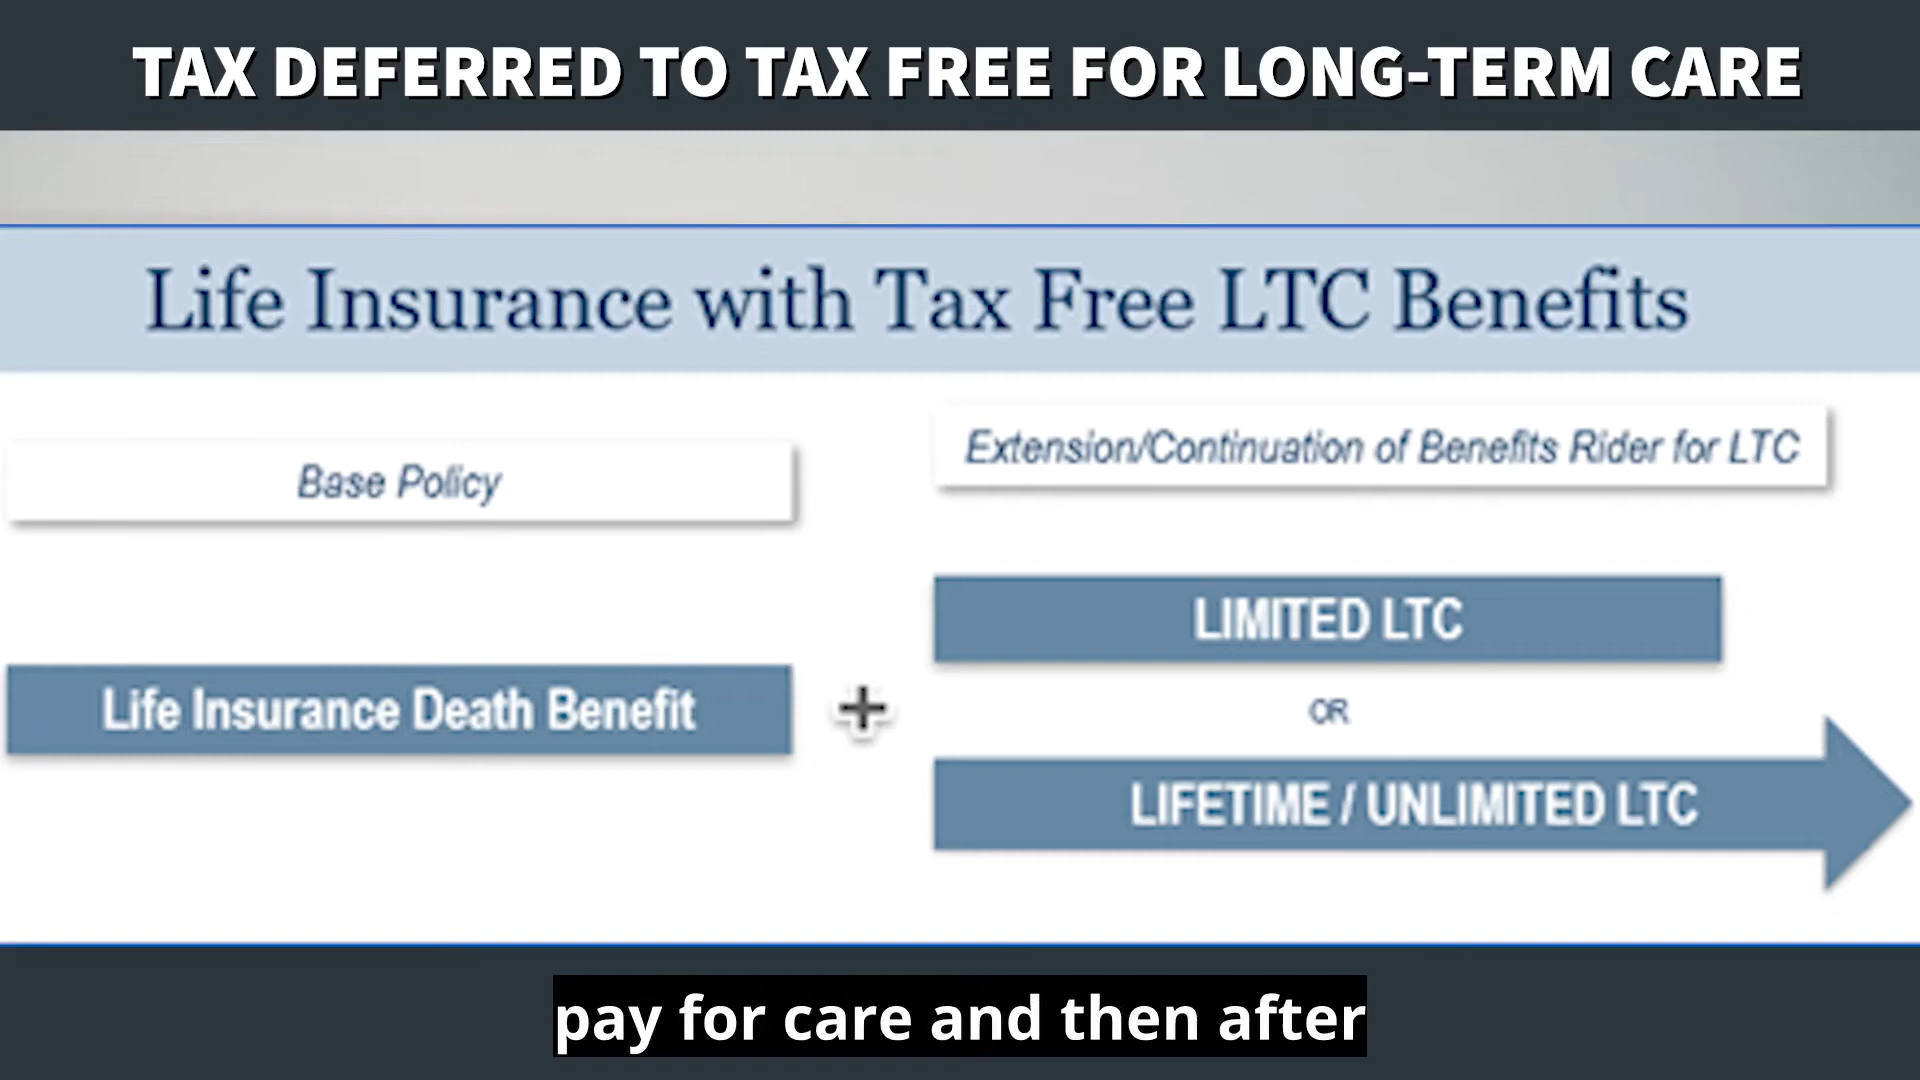 TAX DEFERRED TO TAX FREE FOR LONG-TERM CARE
Life Insurance with Tax Free LTC Benefits
Base Policy
Extension/Continuation of Benefits Rider for LTC
Life Insurance Death Benefit
+
LIMITED LTC
OR
LIFETIME / UNLIMITED LTC
pay for care and then after